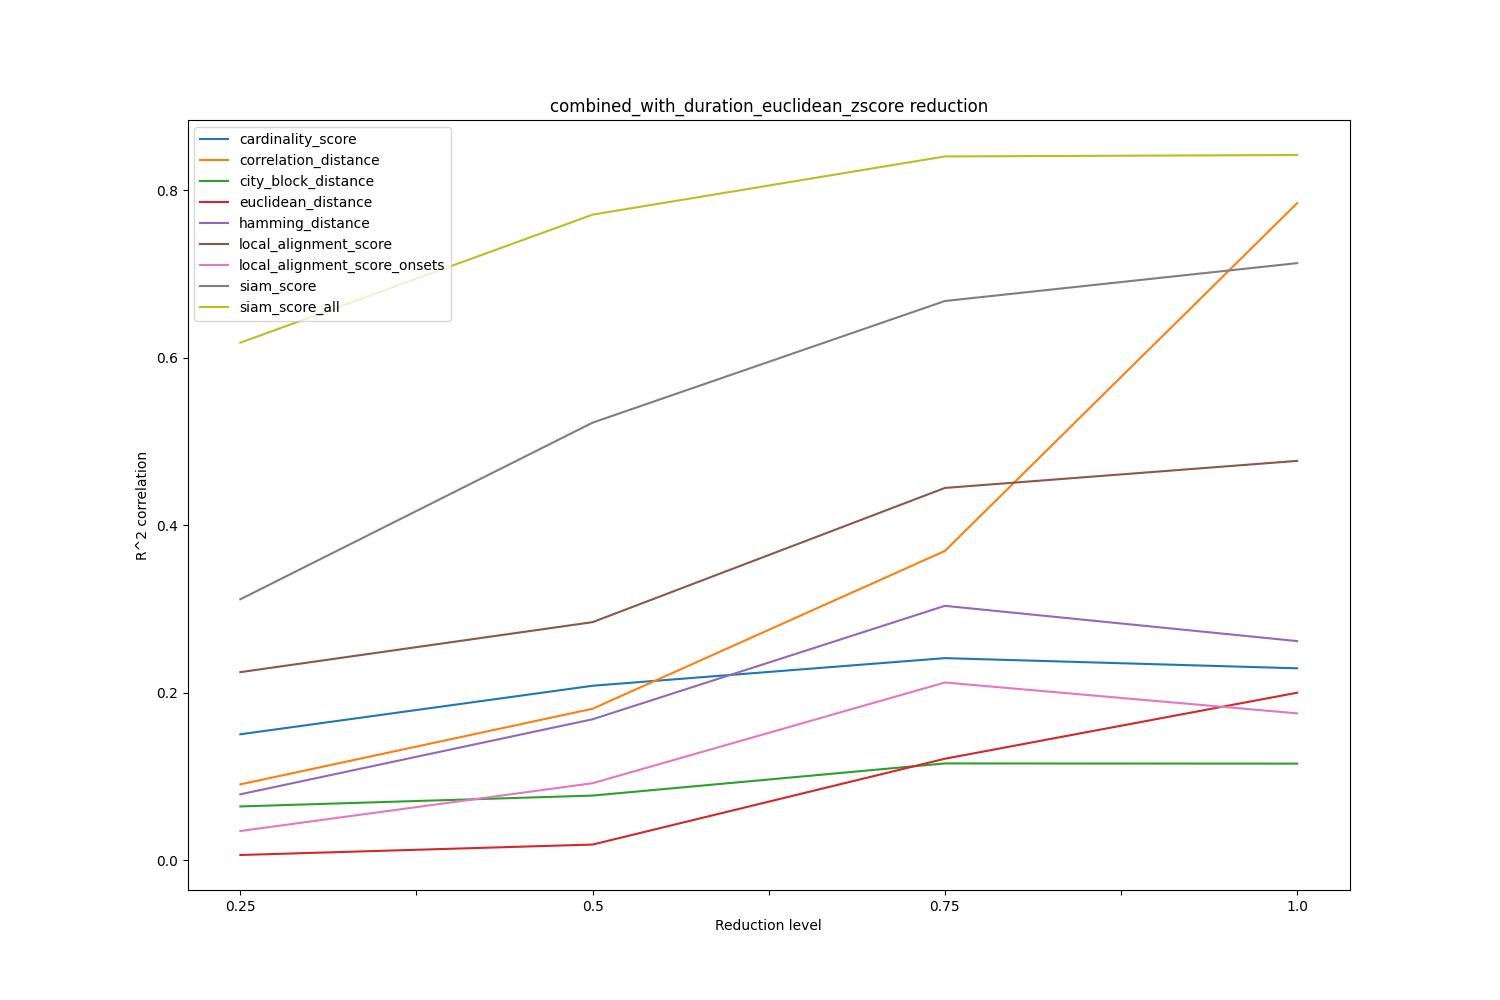 combined_with_duration_euclidean_zscore reduction
cardinality_score
correlation_distance
city_block_distance
euclidean_distance
hamming_distance
local_alignment_score
local_alignment_score_onsets
siam_score
siam_score_all
0.8
0.6
0.4
0.2
0.0
R^2 correlation
0.25 0.5 0.75 1.0
Reduction level